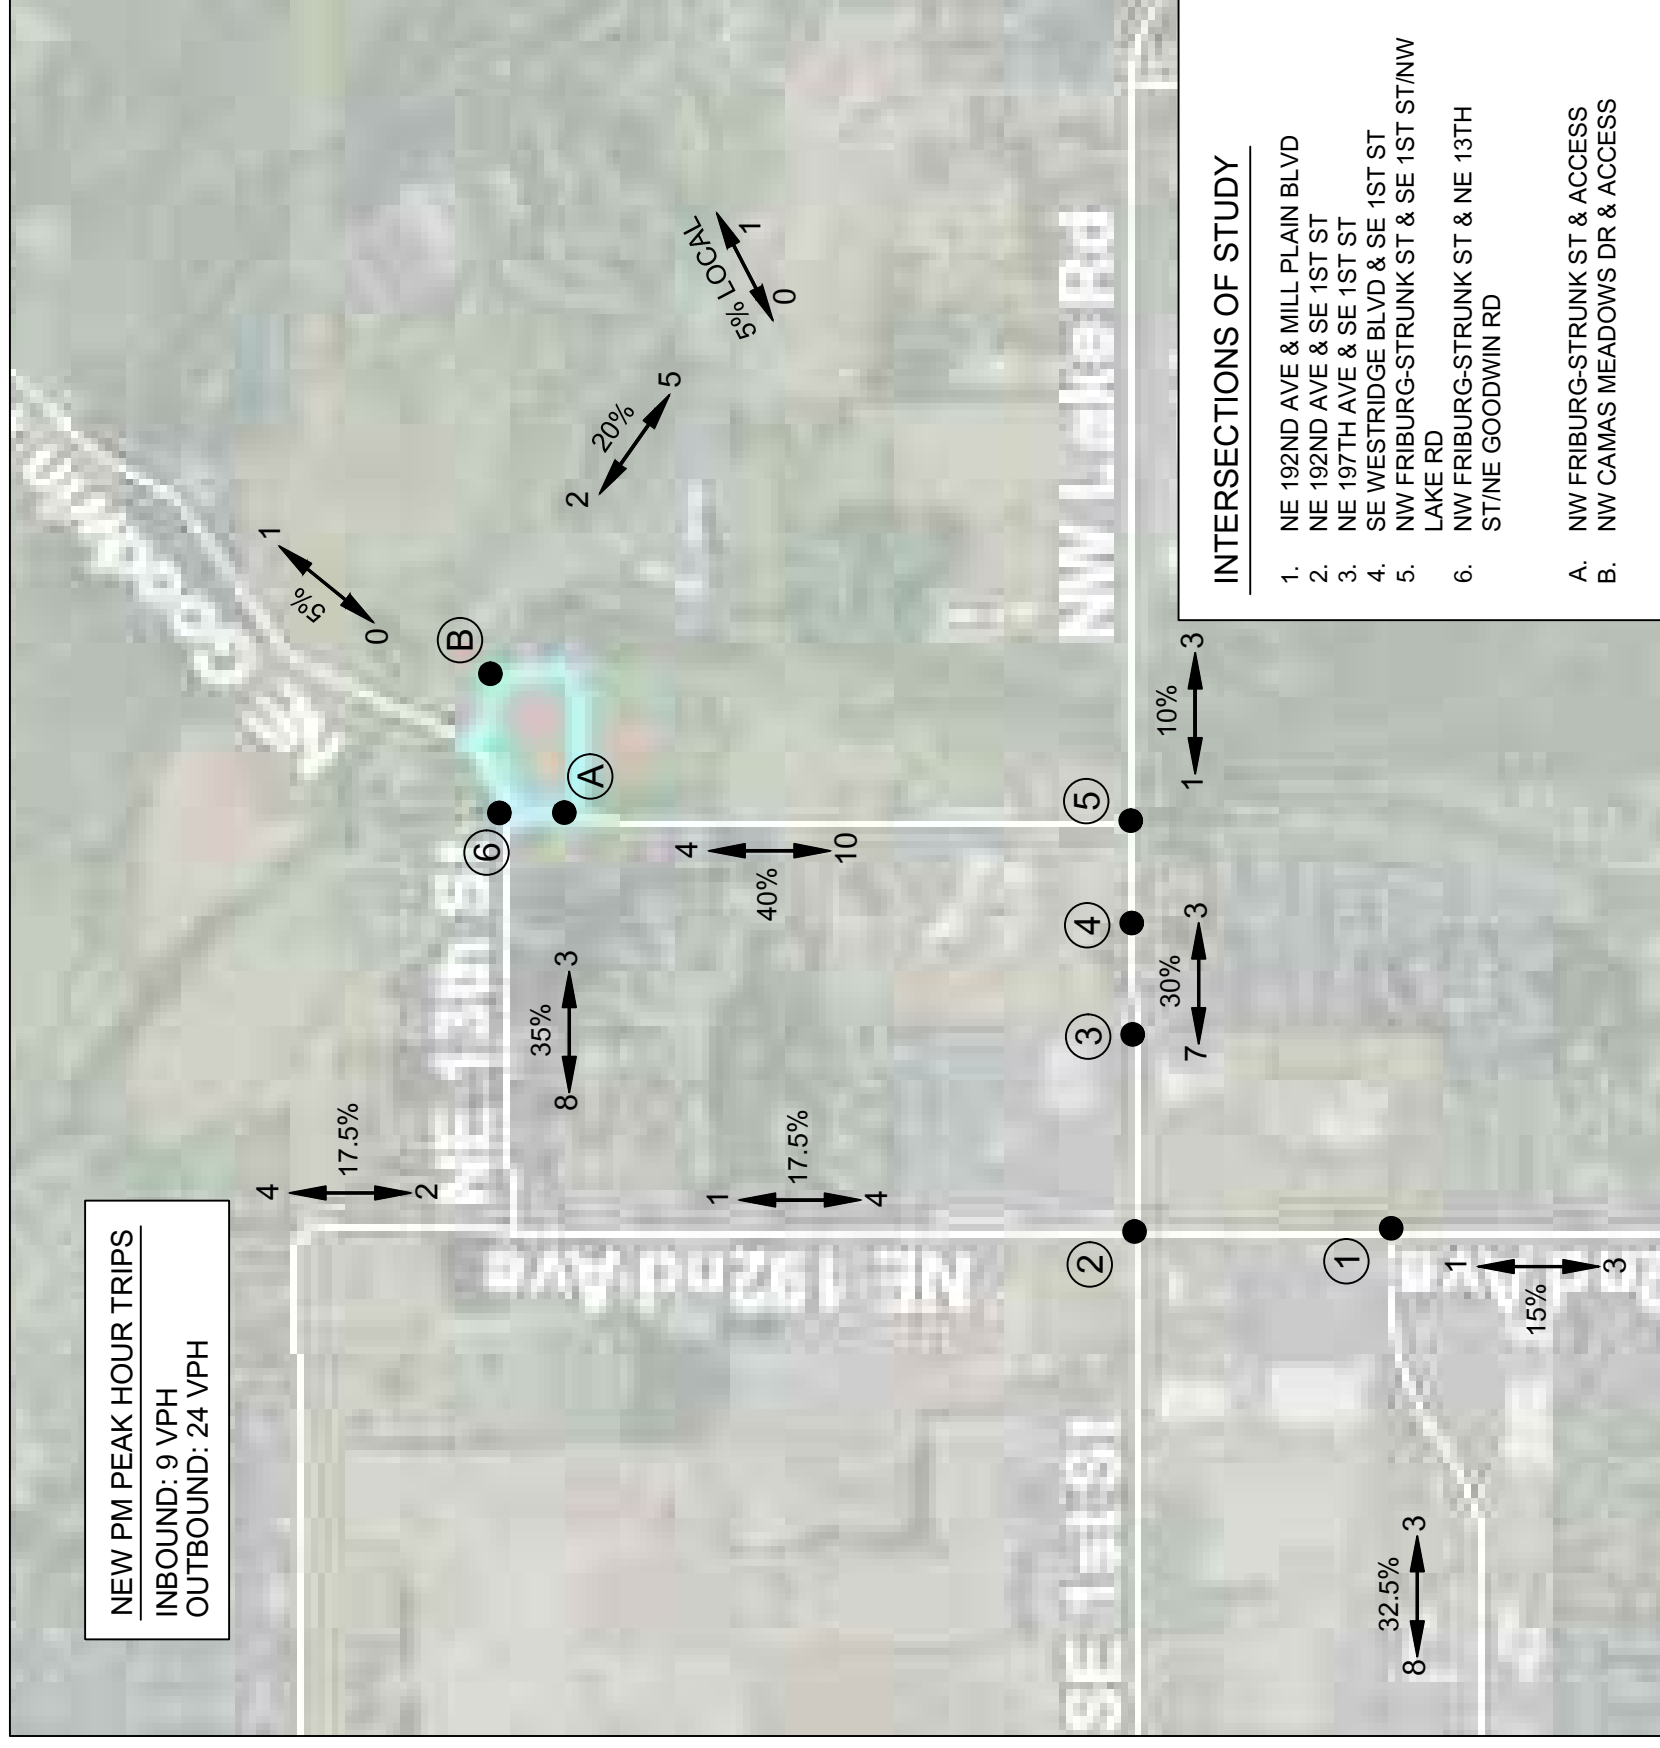 NEW PM PEAK HOUR TRIPS
INBOUND: 9 VPH
OUTBOUND: 24 VPH
4
17.5%
2
NE 13th St
6
35%
8
3
NE 192nd Ave
1
17.5%
4
5%
1
0
B
A
20%
2
5
5% LOCAL
0
1
4
40%
10
NW Lake Rd
SE 1st St
2
3
4
5
30%
7
3
10%
1
3
1
1
15%
3
32.5%
8
3
INTERSECTIONS OF STUDY
1. NE 192ND AVE & MILL PLAIN BLVD
2. NE 192ND AVE & SE 1ST ST
3. NE 197TH AVE & SE 1ST ST
4. SE WESTRIDGE BLVD & SE 1ST ST
5. NW FRIBURG-STRUNK ST & SE 1ST ST/NW
LAKE RD
6. NW FRIBURG-STRUNK ST & NE 13TH
ST/NE GOODWIN RD
A. NW FRIBURG-STRUNK ST & ACCESS
B. NW CAMAS MEADOWS DR & ACCESS